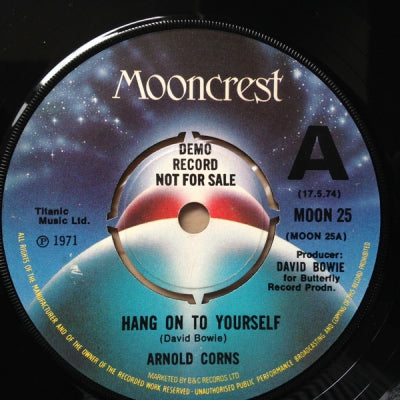 Mooncrest
DEMO
RECORD
NOT FOR SALE
A
(17.5.74)
Titanic
Music Ltd.
℗ 1971
MOON 25
(MOON 25A)
Producer:
DAVID BOWIE
for Butterfly
Record Prodn.
HANG ON TO YOURSELF
(David Bowie)
ARNOLD CORNS
MARKETED BY B&C RECORDS LTD
ALL RIGHTS OF THE MANUFACTURER AND OF THE OWNER OF THE RECORDED WORK RESERVED - UNAUTHORISED PUBLIC PERFORMANCE BROADCASTING AND COPYING OF THIS RECORD PROHIBITED